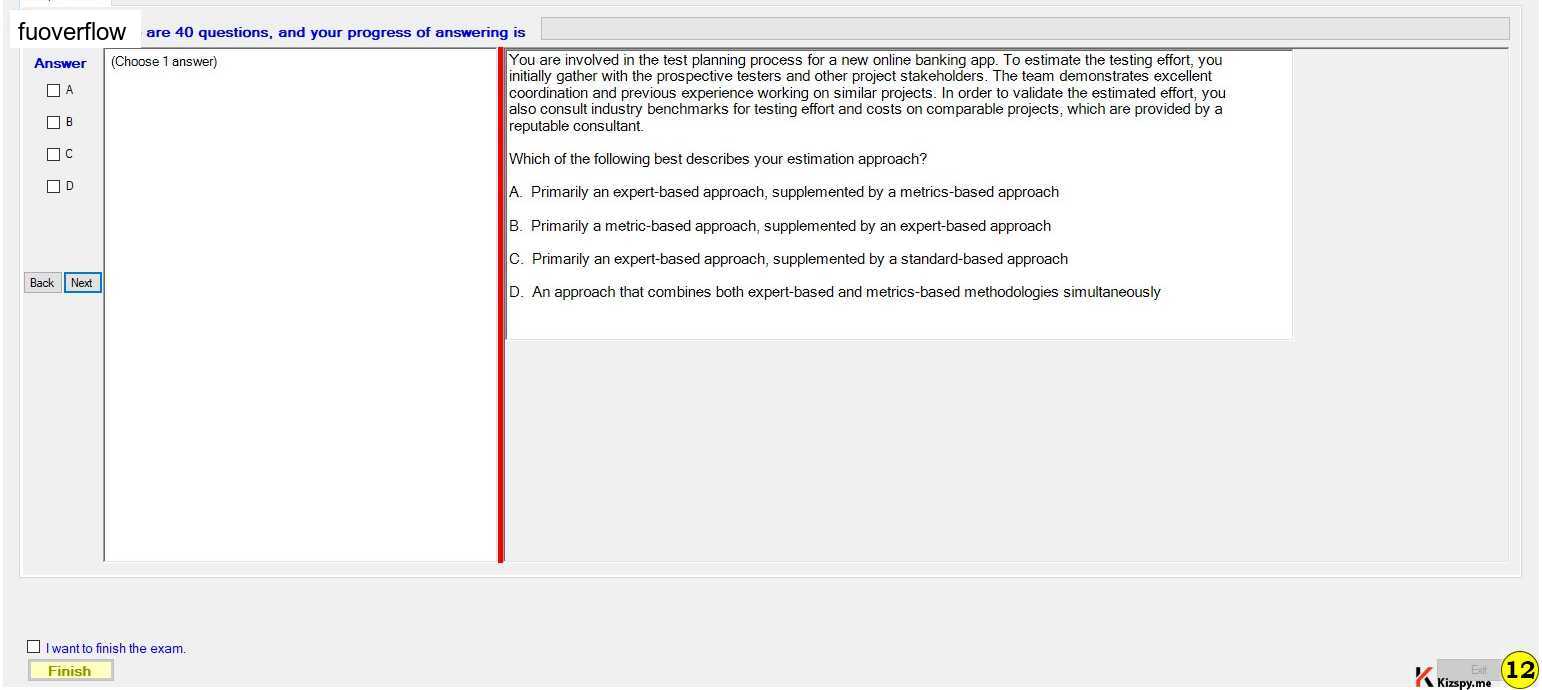 fuoverflow are 40 questions, and your progress of answering is
Answer
(Choose 1 answer)
A
B
C
D
Back Next
You are involved in the test planning process for a new online banking app. To estimate the testing effort, you
initially gather with the prospective testers and other project stakeholders. The team demonstrates excellent
coordination and previous experience working on similar projects. In order to validate the estimated effort, you
also consult industry benchmarks for testing effort and costs on comparable projects, which are provided by a
reputable consultant.
Which of the following best describes your estimation approach?
A. Primarily an expert-based approach, supplemented by a metrics-based approach
B. Primarily a metric-based approach, supplemented by an expert-based approach
C. Primarily an expert-based approach, supplemented by a standard-based approach
D. An approach that combines both expert-based and metrics-based methodologies simultaneously
I want to finish the exam.
Finish
Exit
Kizspy.me
12